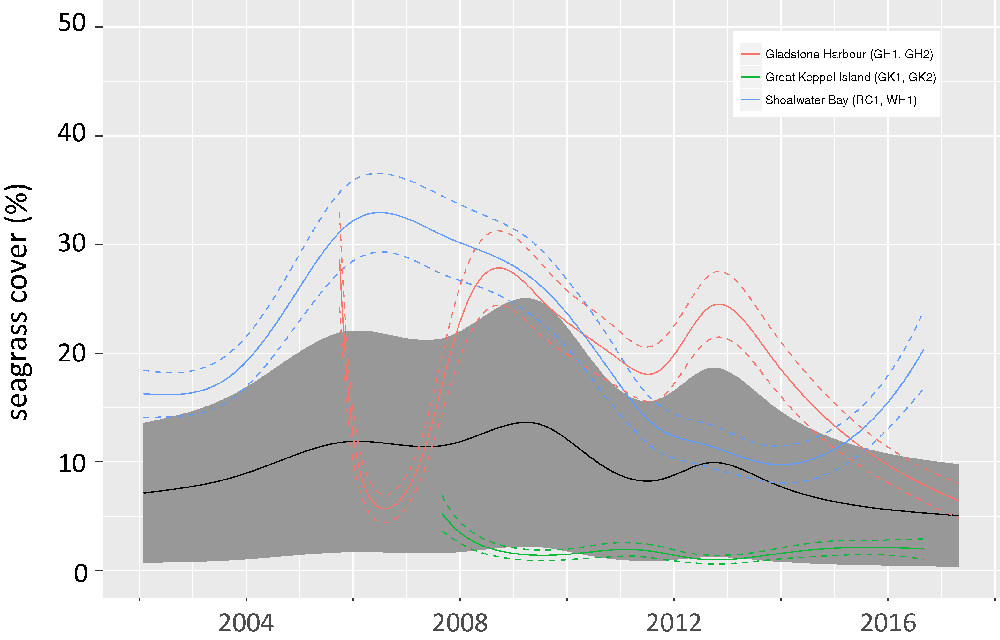 50
40
30
20
10
0
seagrass cover (%)
Gladstone Harbour (GH1, GH2)
Great Keppel Island (GK1, GK2)
Shoalwater Bay (RC1, WH1)
2004
2008
2012
2016